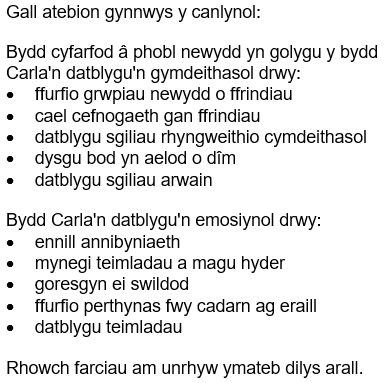 Gall atebion gynnwys y canlynol:
Bydd cyfarfod â phobl newydd yn golygu y bydd
Carla'n datblygu'n gymdeithasol drwy:
• ffurfio grwpiau newydd o ffrindiau
• cael cefnogaeth gan ffrindiau
• datblygu sgiliau rhyngweithio cymdeithasol
• dysgu bod yn aelod o dîm
• datblygu sgiliau arwain
Bydd Carla'n datblygu'n emosiynol drwy:
• ennill annibyniaeth
• mynegi teimladau a magu hyder
• goresgyn ei swildod
• ffurfio perthynas fwy cadarn ag eraill
• datblygu teimladau
Rhowch farciau am unrhyw ymateb dilys arall.